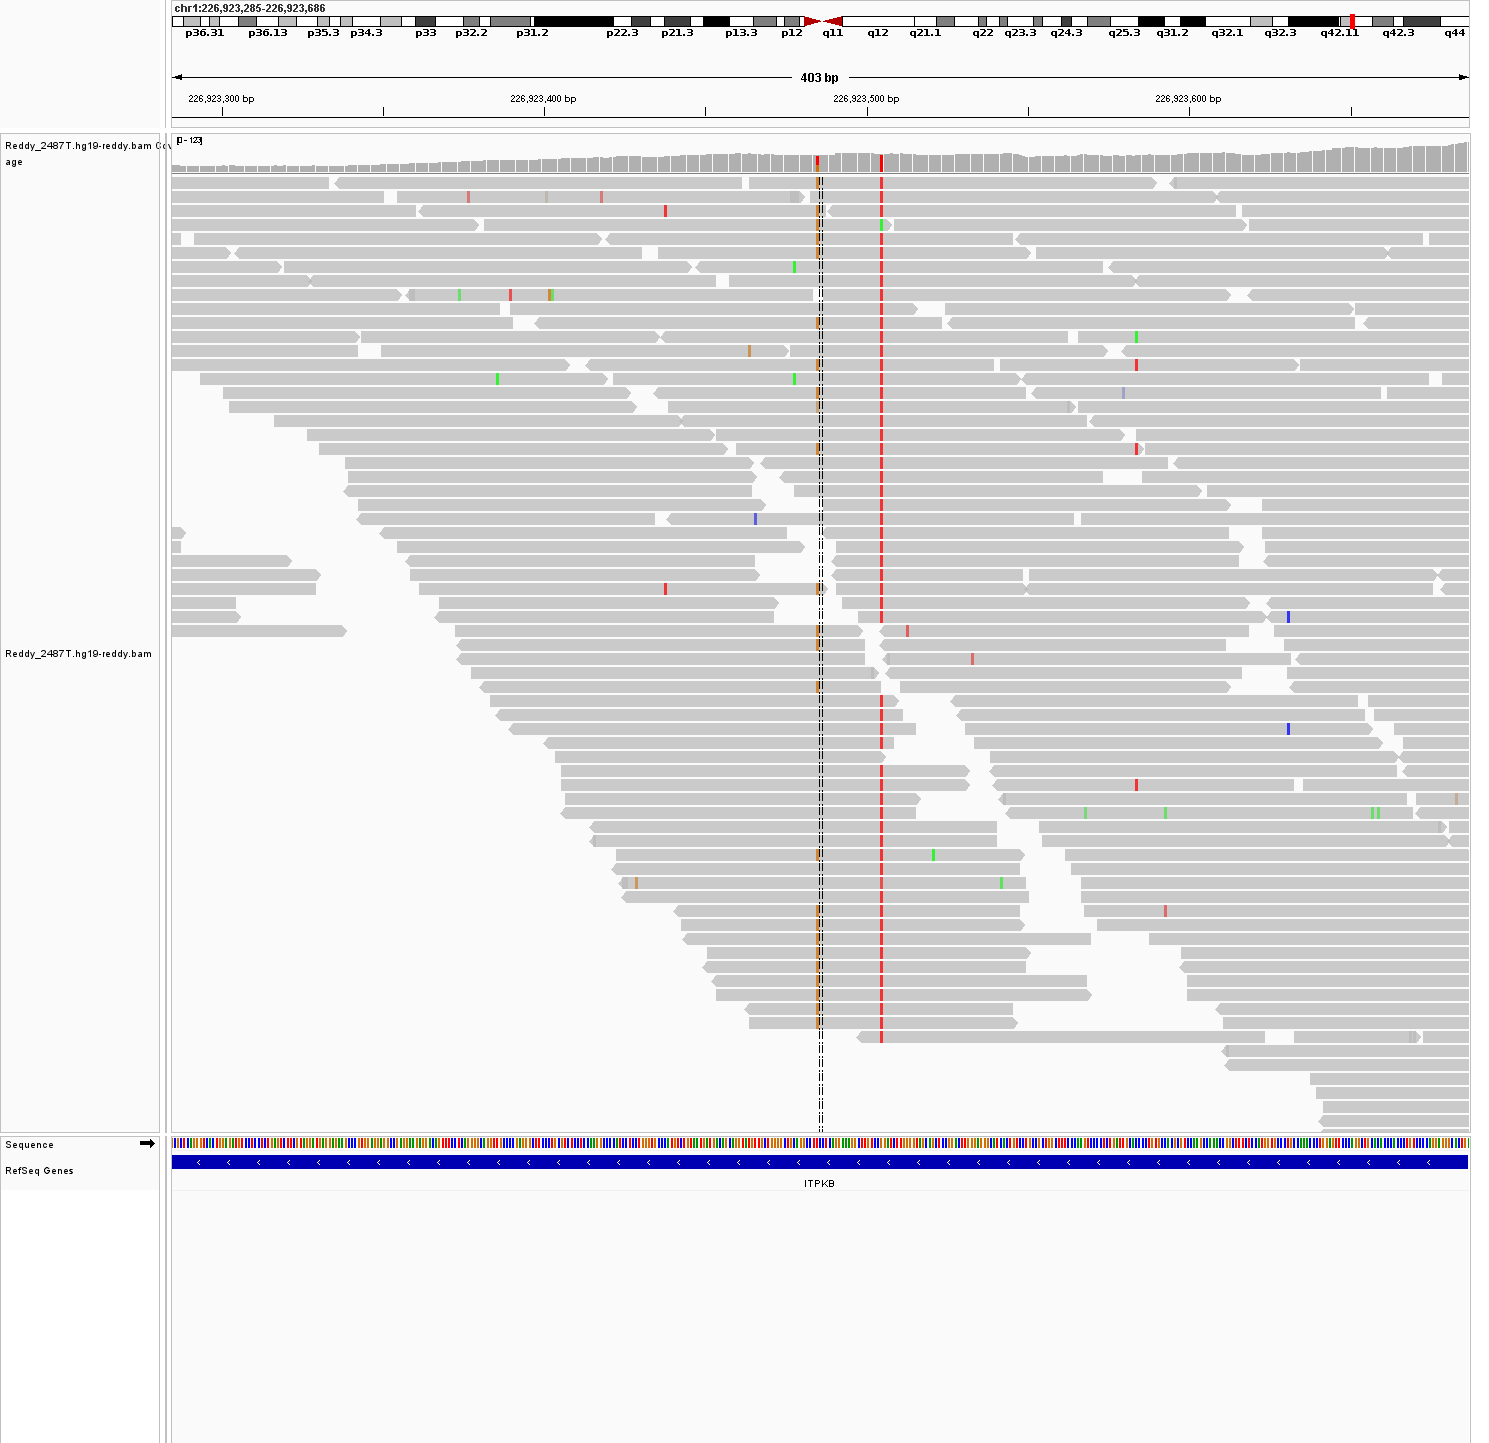 chr1:226,923,285-226,923,686
p36.31 p36.13 p35.3 p34.3 p33 p32.2 p31.2 p22.3 p21.3 p13.3 p12 q11 q12 q21.1 q22 q23.3 q24.3 q25.3 q31.2 q32.1 q32.3 q42.11 q42.3 q44
403 bp
226,923,300 bp 226,923,400 bp 226,923,500 bp 226,923,600 bp
[0 - 123]
Reddy_2487T.hg19-reddy.bam Cov
age
Reddy_2487T.hg19-reddy.bam
Sequence
RefSeq Genes
ITPKB